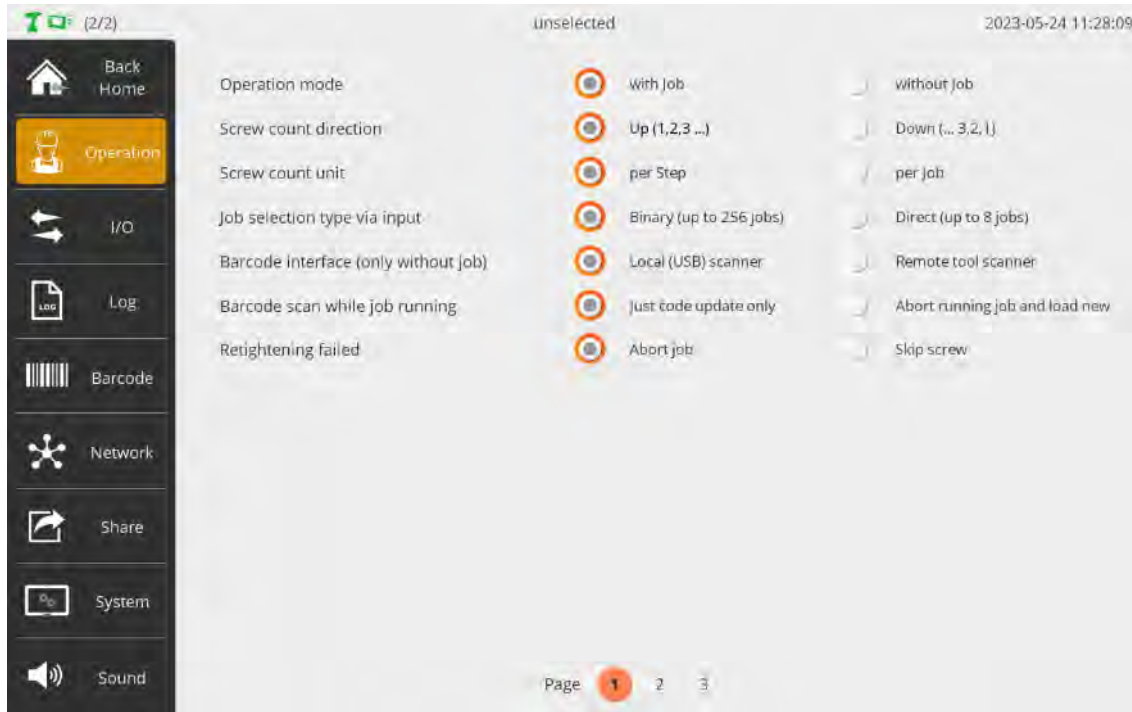 (2/2) unselected 2023-05-24 11:28:09
Back
Home
Operation
I/O
LOG Log
Barcode
Network
Share
System
Sound
Operation mode with Job without Job
Screw count direction Up (1,2,3 ...) Down (... 3,2,1)
Screw count unit per Step per Job
Job selection type via input Binary (up to 256 jobs) Direct (up to 8 jobs)
Barcode interface (only without job) Local (USB) scanner Remote tool scanner
Barcode scan while job running Just code update only Abort running job and load new
Retightening failed Abort job Skip screw
Page 1 2 3